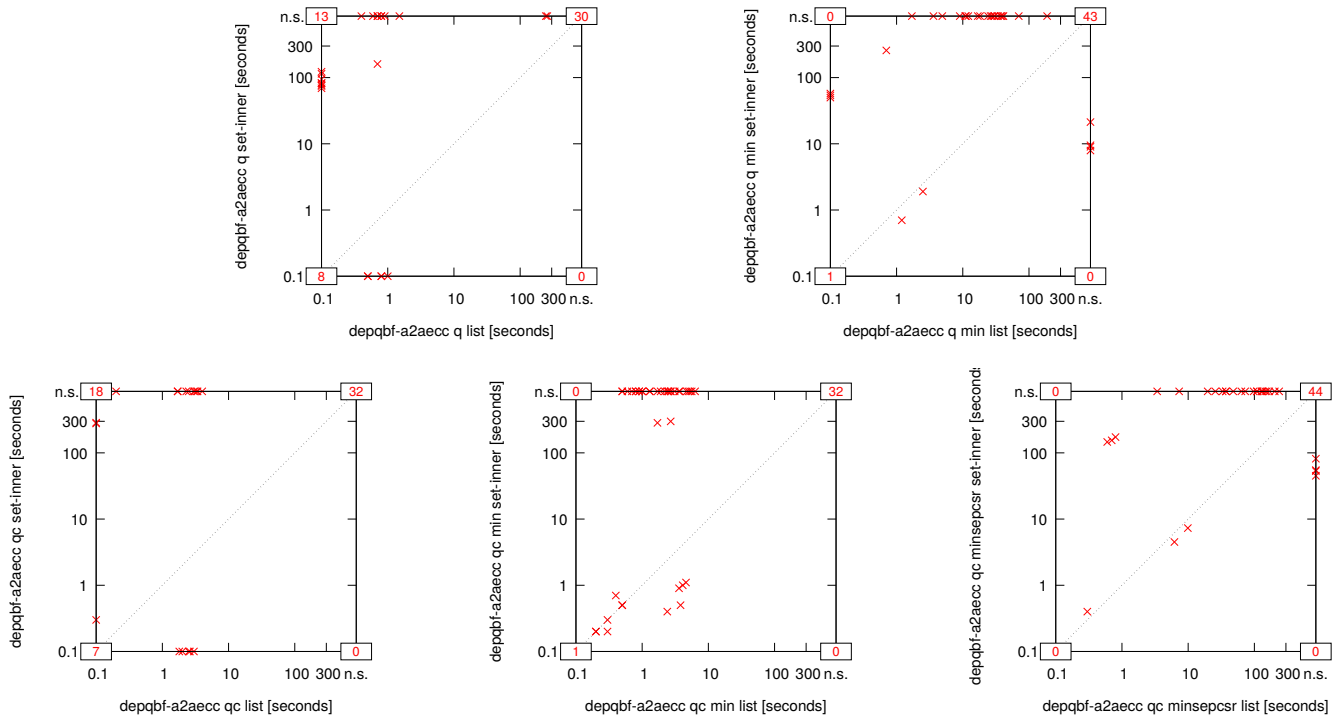 n.s. 13 30
300
100
10
1
0.1 8 0
0.1 1 10 100 300 n.s.
depqbf-a2aecc q set-inner [seconds]
depqbf-a2aecc q list [seconds]
n.s. 0 43
300
100
10
1
0.1 1 0
0.1 1 10 100 300 n.s.
depqbf-a2aecc q min set-inner [seconds]
depqbf-a2aecc q min list [seconds]
n.s. 18 32
300
100
10
1
0.1 7 0
0.1 1 10 100 300 n.s.
depqbf-a2aecc qc set-inner [seconds]
depqbf-a2aecc qc list [seconds]
n.s. 0 32
300
100
10
1
0.1 1 0
0.1 1 10 100 300 n.s.
depqbf-a2aecc qc min set-inner [seconds]
depqbf-a2aecc qc min list [seconds]
n.s. 0 44
300
100
10
1
0.1 0 0
0.1 1 10 100 300 n.s.
depqbf-a2aecc qc minsepcsr set-inner [second
depqbf-a2aecc qc minsepcsr list [seconds]